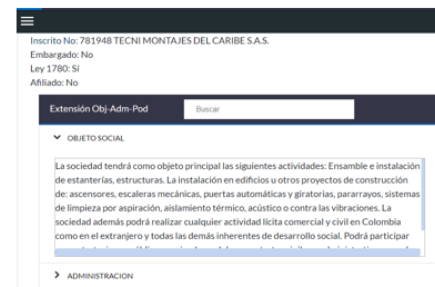 Inscrito No: 781948 TECNI MONTAJES DEL CARIBE S.A.S.
Embargado: No
Ley 1780: Sí
Afiliado: No
Extensión Obj-Adm-Pod Buscar
OBJETO SOCIAL
La sociedad tendrá como objeto principal las siguientes actividades: Ensamble e instalación
de estanterías, estructuras. La instalación en edificios u otros proyectos de construcción
de: ascensores, escaleras mecánicas, puertas automáticas y giratorias, pararrayos, sistemas
de limpieza por aspiración, aislamiento térmico, acústico o contra las vibraciones. La
sociedad además podrá realizar cualquier actividad lícita comercial y civil en Colombia
como en el extranjero y todas las demás inherentes de desarrollo social. Podrá participar
ADMINISTRACION